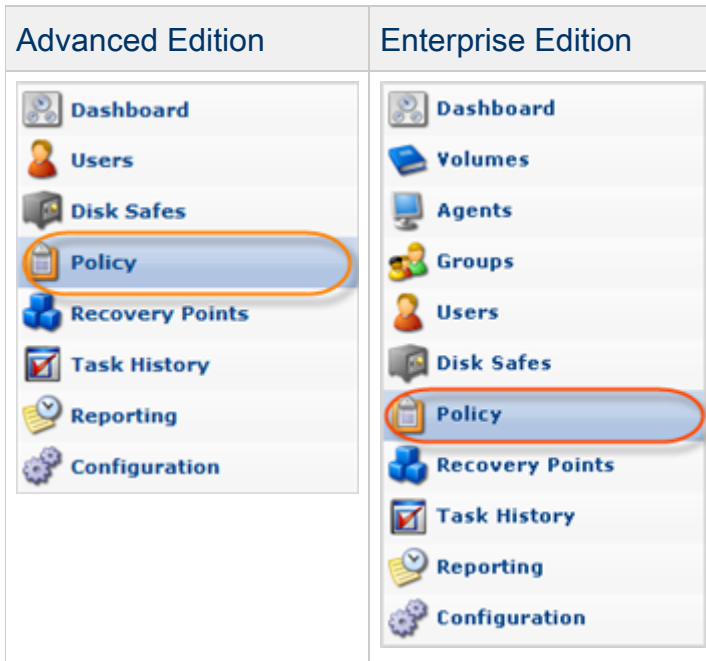 Advanced Edition
Dashboard
Users
Disk Safes
Policy
Recovery Points
Task History
Reporting
Configuration
Enterprise Edition
Dashboard
Volumes
Agents
Groups
Users
Disk Safes
Policy
Recovery Points
Task History
Reporting
Configuration